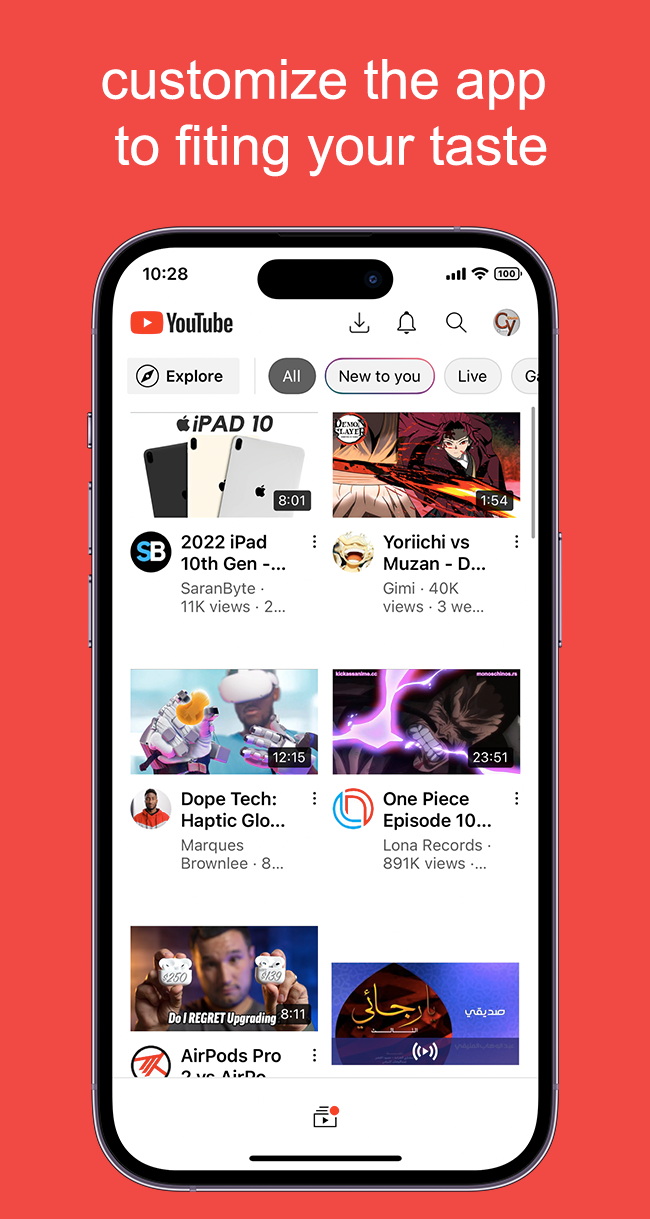 customize the app
to fiting your taste
10:28
100
YouTube
Cy
Explore
All
New to you
Live
Ga
iPAD 10
8:01
DEMON
SLAYER
1:54
SB
2022 iPad
10th Gen -...
SaranByte ·
11K views · 2...
Yoriichi vs
Muzan - D...
Gimi · 40K
views · 3 we...
12:15
kickassanime.cc
monoschinos.rs
23:51
Dope Tech:
Haptic Glo...
Marques
Brownlee · 8...
One Piece
Episode 10...
Lona Records ·
891K views ·...
$250
$139
Do I REGRET Upgrading
8:11
يارجائي
الثالث
صديقي
AirPods Pro
2 vs AirPo